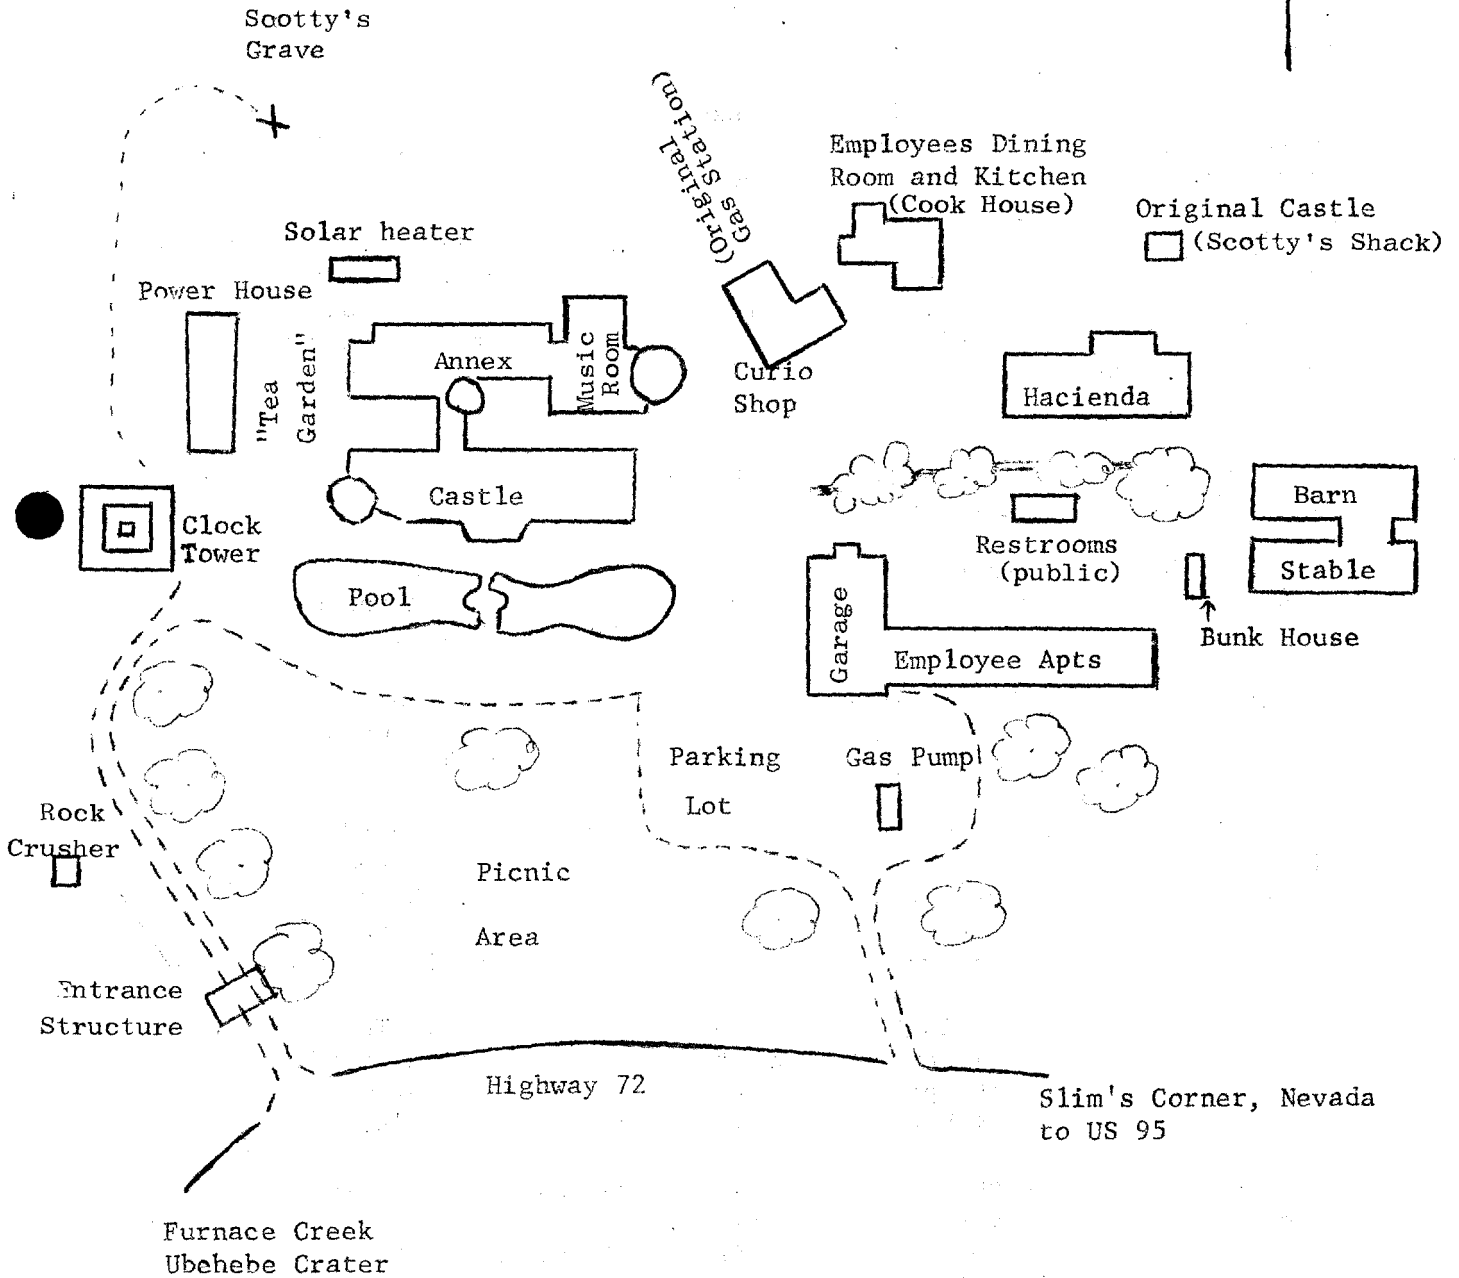 Scotty's
Grave
(Original
Gas Station)
Employees Dining
Room and Kitchen
(Cook House)
Original Castle
(Scotty's Shack)
Solar heater
Power House
"Tea
Garden"
Annex
Music
Room
Curio
Shop
Hacienda
Castle
Clock
Tower
Barn
Restrooms
(public)
Stable
Pool
Garage
Bunk House
Employee Apts
Parking
Lot
Gas Pump
Rock
Crusher
Picnic
Area
Entrance
Structure
Highway 72
Slim's Corner, Nevada
to US 95
Furnace Creek
Ubehebe Crater